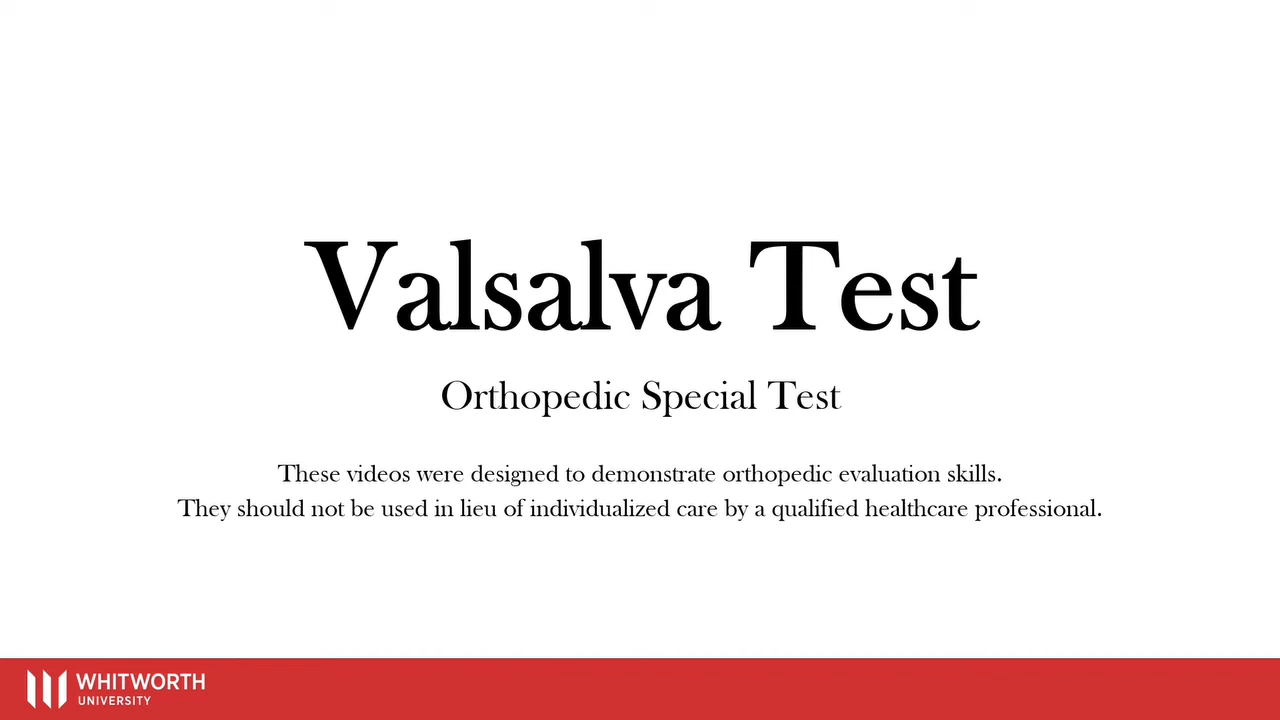 Valsalva Test
Orthopedic Special Test
These videos were designed to demonstrate orthopedic evaluation skills.
They should not be used in lieu of individualized care by a qualified healthcare professional.
WHITWORTH
UNIVERSITY